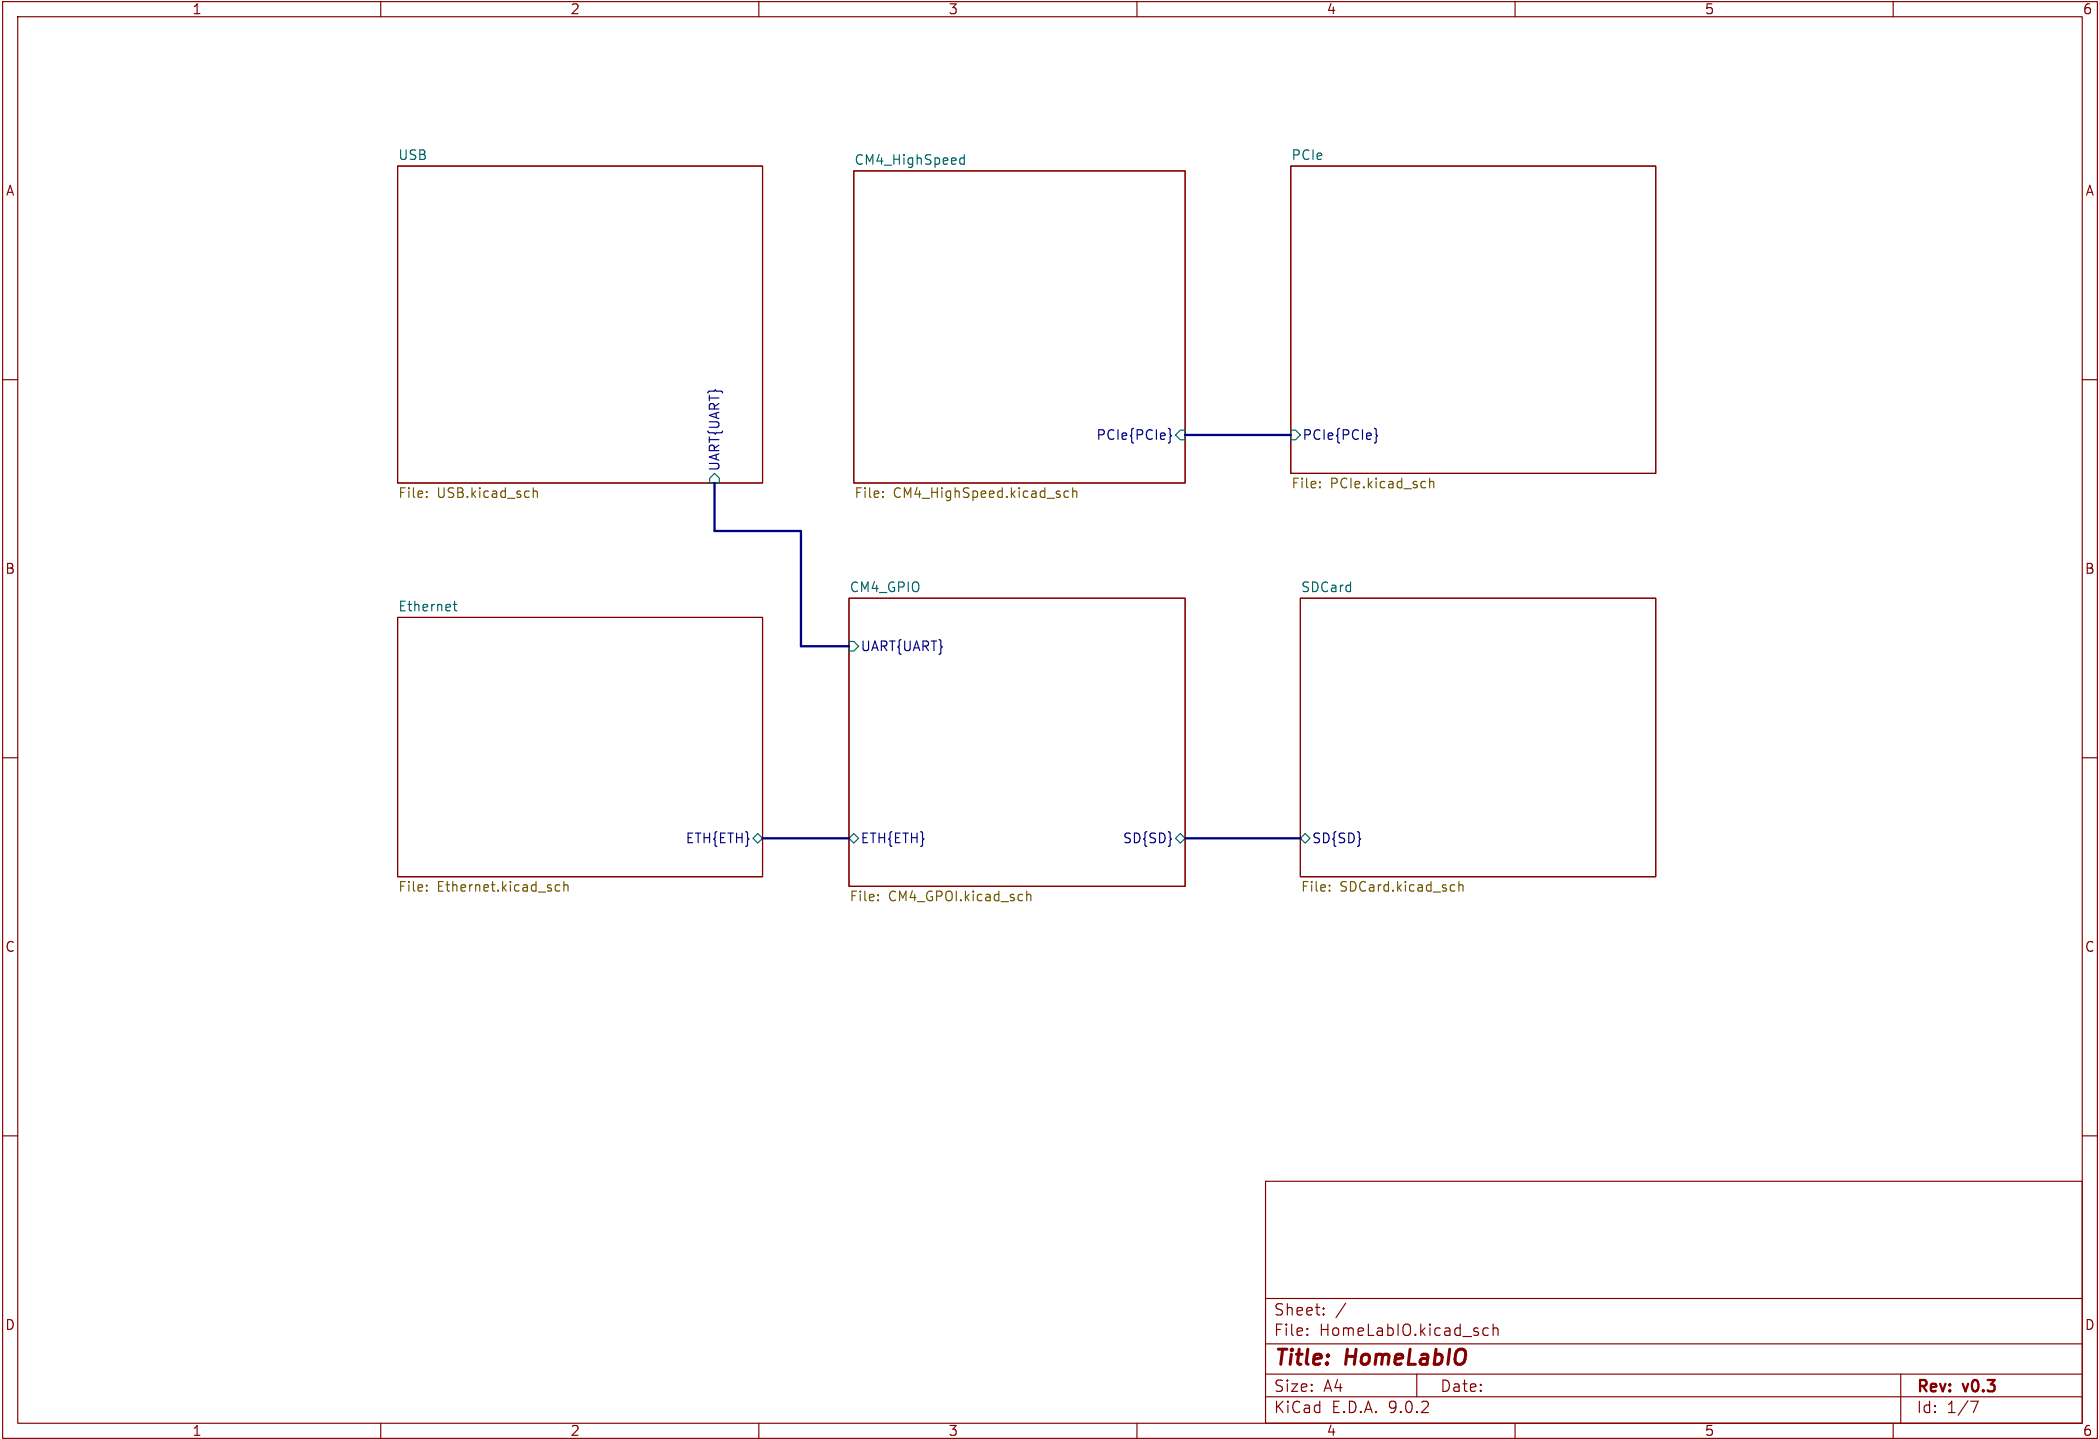 1 2 3 4 5 6
A A
B B
C C
D D
USB
UART{UART}
File: USB.kicad_sch
CM4_HighSpeed
PCIe{PCIe}
File: CM4_HighSpeed.kicad_sch
PCIe
PCIe{PCIe}
File: PCIe.kicad_sch
Ethernet
ETH{ETH}
File: Ethernet.kicad_sch
CM4_GPIO
UART{UART}
ETH{ETH} SD{SD}
File: CM4_GPOI.kicad_sch
SDCard
SD{SD}
File: SDCard.kicad_sch
Sheet: /
File: HomeLabIO.kicad_sch
Title: HomeLabIO
Size: A4 Date: Rev: v0.3
KiCad E.D.A. 9.0.2 Id: 1/7
1 2 3 4 5 6